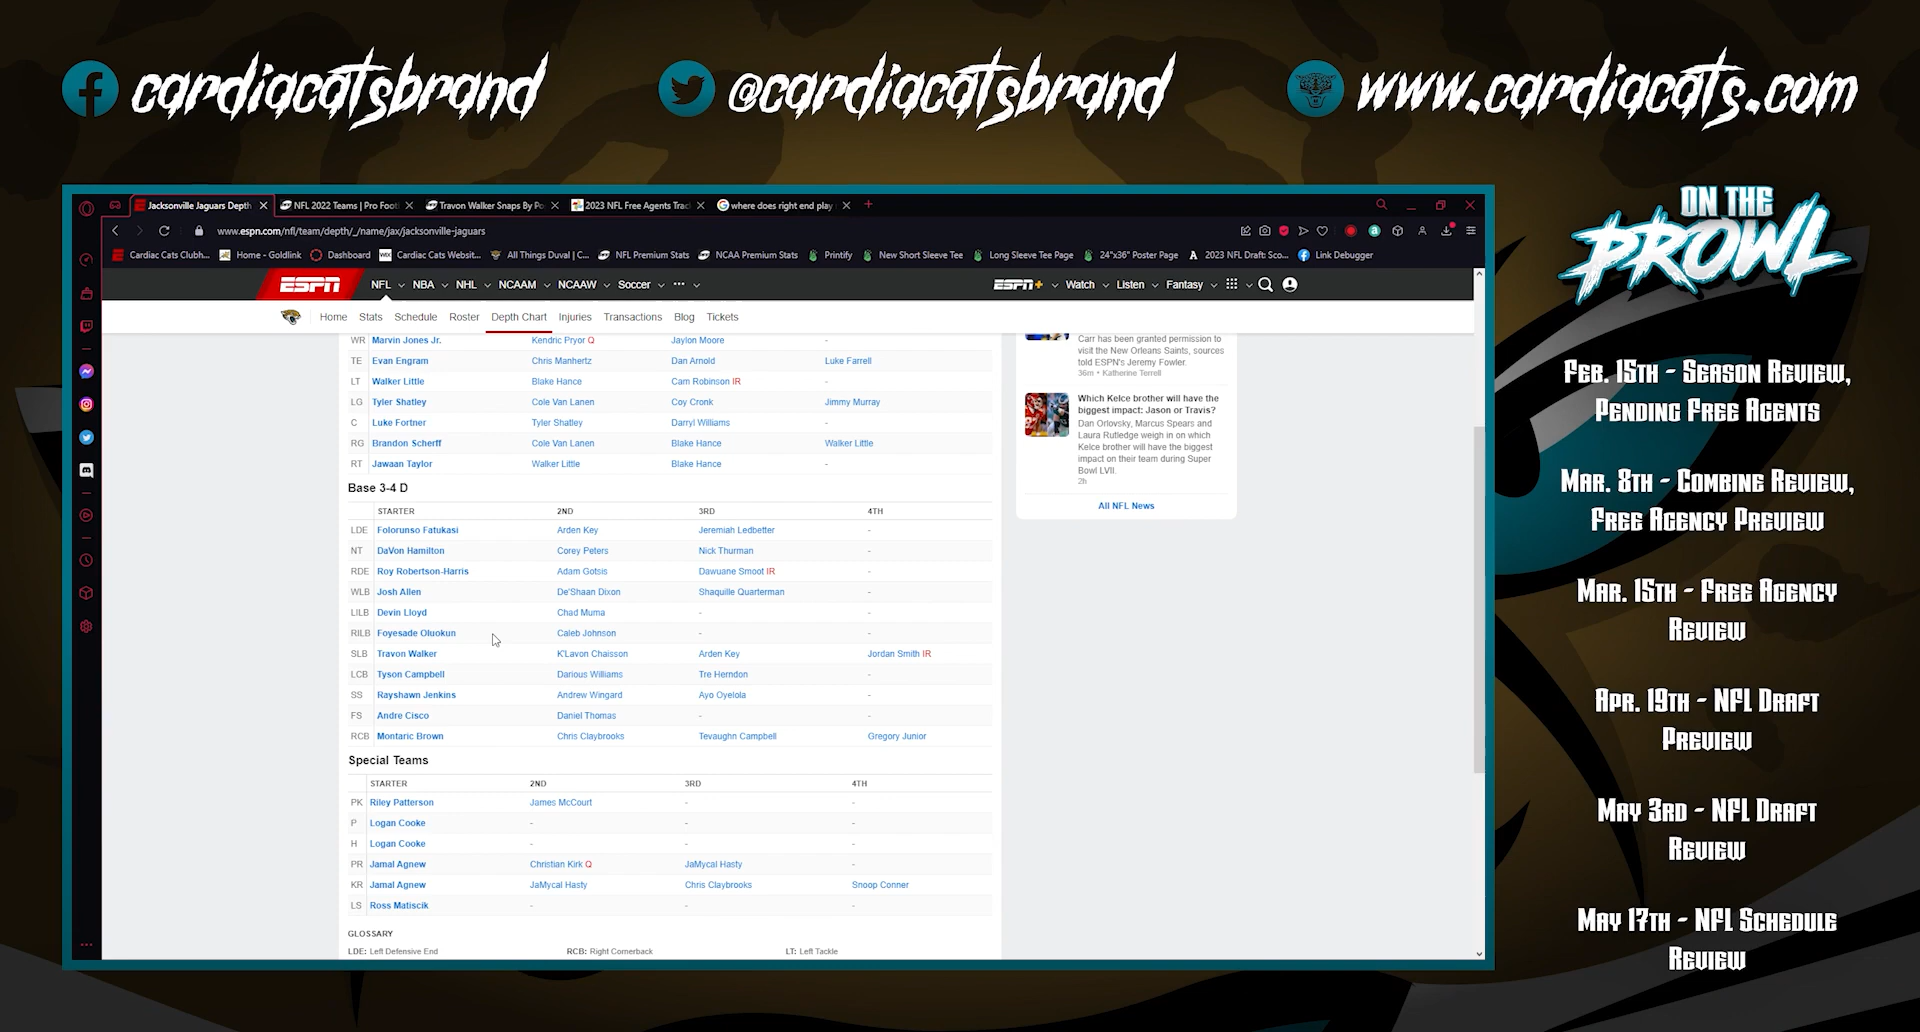 cardiacatsbrand @cardiacatsbrand www.cardiacats.com
Jacksonville Jaguars Depth NFL 2022 Teams | Pro Foot Travon Walker Snaps By Po 2023 NFL Free Agents Trac where does right end play
www.espn.com/nfl/team/depth/_/name/jax/jacksonville-jaguars
Cardiac Cats Clubh... Home - Goldlink Dashboard WIX Cardiac Cats Websit... All Things Duval | C... NFL Premium Stats NCAA Premium Stats Printify New Short Sleeve Tee Long Sleeve Tee Page 24"x36" Poster Page 2023 NFL Draft Sco... Link Debugger
ESPN NFL NBA NHL NCAAM NCAAW Soccer ... ESPN+ Watch Listen Fantasy
Home Stats Schedule Roster Depth Chart Injuries Transactions Blog Tickets
WR Marvin Jones Jr. Kendric Pryor Q Jaylon Moore -
TE Evan Engram Chris Manhertz Dan Arnold Luke Farrell
LT Walker Little Blake Hance Cam Robinson IR -
LG Tyler Shatley Cole Van Lanen Coy Cronk Jimmy Murray
C Luke Fortner Tyler Shatley Darryl Williams -
RG Brandon Scherff Cole Van Lanen Blake Hance Walker Little
RT Jawaan Taylor Walker Little Blake Hance -
Base 3-4 D
STARTER 2ND 3RD 4TH
LDE Folorunso Fatukasi Arden Key Jeremiah Ledbetter -
NT DaVon Hamilton Corey Peters Nick Thurman -
RDE Roy Robertson-Harris Adam Gotsis Dawuane Smoot IR -
WLB Josh Allen De'Shaan Dixon Shaquille Quarterman -
LILB Devin Lloyd Chad Muma - -
RILB Foyesade Oluokun Caleb Johnson - -
SLB Travon Walker K'Lavon Chaisson Arden Key Jordan Smith IR
LCB Tyson Campbell Darious Williams Tre Herndon -
SS Rayshawn Jenkins Andrew Wingard Ayo Oyelola -
FS Andre Cisco Daniel Thomas - -
RCB Montaric Brown Chris Claybrooks Tevaughn Campbell Gregory Junior
Special Teams
STARTER 2ND 3RD 4TH
PK Riley Patterson James McCourt - -
P Logan Cooke - - -
H Logan Cooke - - -
PR Jamal Agnew Christian Kirk Q JaMycal Hasty -
KR Jamal Agnew JaMycal Hasty Chris Claybrooks Snoop Conner
LS Ross Matiscik - - -
GLOSSARY
LDE: Left Defensive End RCB: Right Cornerback LT: Left Tackle
Carr has been granted permission to
visit the New Orleans Saints, sources
told ESPN's Jeremy Fowler.
36m • Katherine Terrell
Which Kelce brother will have the
biggest impact: Jason or Travis?
Dan Orlovsky, Marcus Spears and
Laura Rutledge weigh in on which
Kelce brother will have the biggest
impact on their team during Super
Bowl LVII.
2h
All NFL News
ON THE
PROWL
Feb. 15th - Season Review,
Pending Free Agents
Mar. 8th - Combine Review,
Free Agency Preview
Mar. 15th - Free Agency
Review
Apr. 19th - NFL Draft
Preview
May 3rd - NFL Draft
Review
May 17th - NFL Schedule
Review